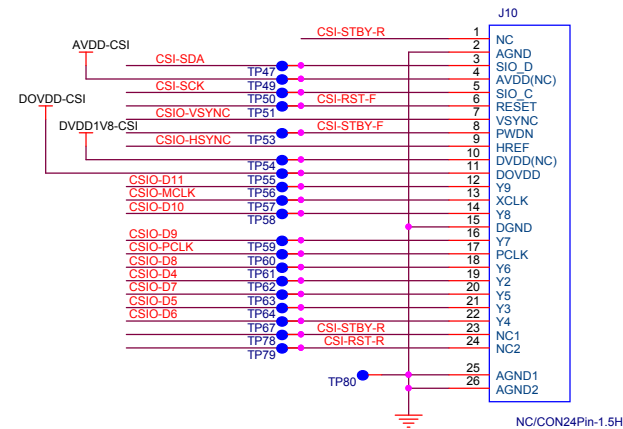 J10
CSI-STBY-R 1 NC
AVDD-CSI 2 AGND
CSI-SDA TP47 3 SIO_D
4 AVDD(NC)
CSI-SCK TP49 5 SIO_C
DOVDD-CSI TP50 CSI-RST-F 6 RESET
CSIO-VSYNC TP51 7 VSYNC
DVDD1V8-CSI CSI-STBY-F 8 PWDN
CSIO-HSYNC TP53 9 HREF
10 DVDD(NC)
TP54 11 DOVDD
CSIO-D11 TP55 12 Y9
CSIO-MCLK TP56 13 XCLK
CSIO-D10 TP57 14 Y8
TP58 15 DGND
CSIO-D9 16 Y7
CSIO-PCLK TP59 17 PCLK
CSIO-D8 TP60 18 Y6
CSIO-D4 TP61 19 Y2
CSIO-D7 TP62 20 Y5
CSIO-D5 TP63 21 Y3
CSIO-D6 TP64 22 Y4
TP67 CSI-STBY-R 23 NC1
TP78 CSI-RST-R 24 NC2
TP79
25 AGND1
TP80 26 AGND2
NC/CON24Pin-1.5H